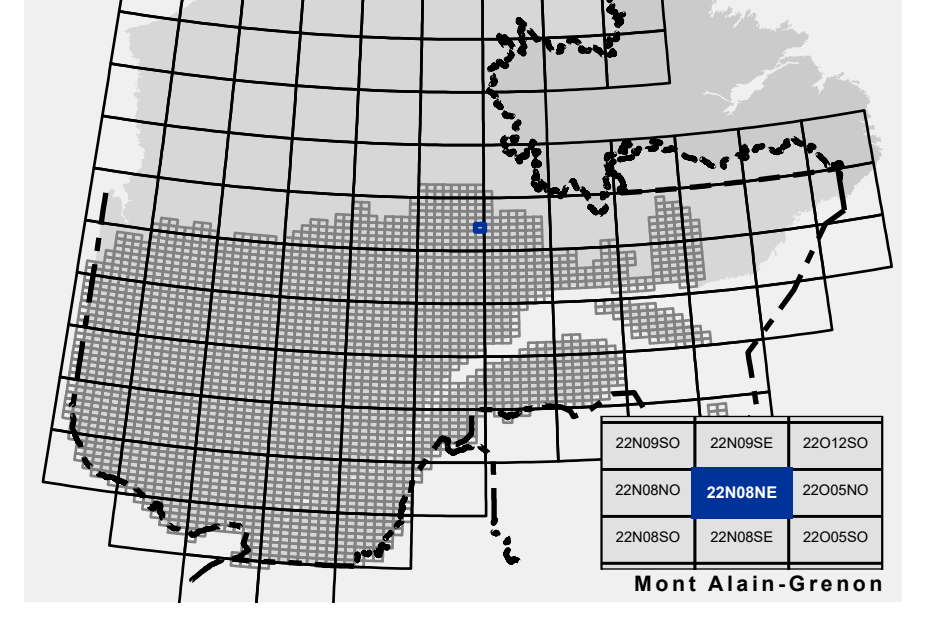 22N09SO 22N09SE 22O12SO
22N08NO 22N08NE 22O05NO
22N08SO 22N08SE 22O05SO
Mont Alain-Grenon